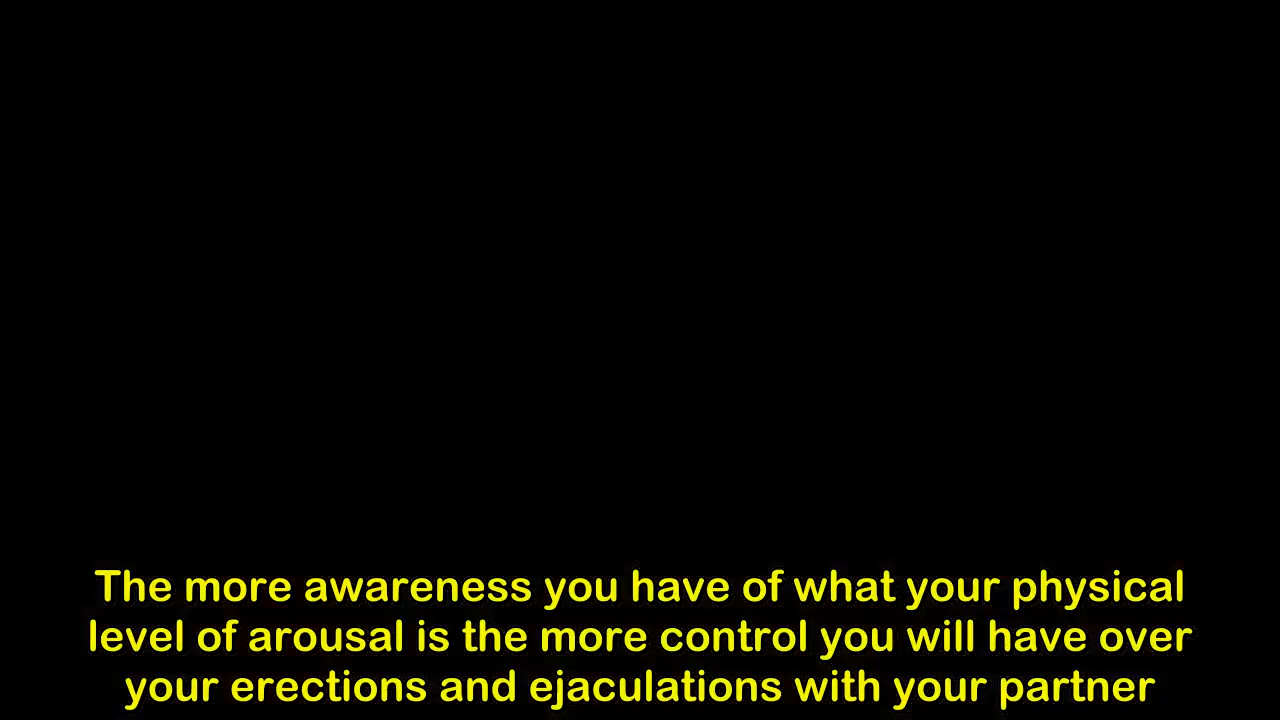 The more awareness you have of what your physical
level of arousal is the more control you will have over
your erections and ejaculations with your partner